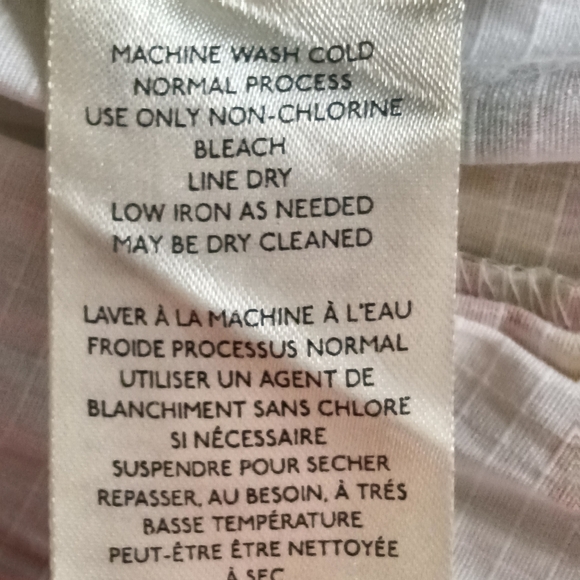 MACHINE WASH COLD
NORMAL PROCESS
USE ONLY NON-CHLORINE
BLEACH
LINE DRY
LOW IRON AS NEEDED
MAY BE DRY CLEANED
LAVER À LA MACHINE À L'EAU
FROIDE PROCESSUS NORMAL
UTILISER UN AGENT DE
BLANCHIMENT SANS CHLORE
SI NÉCESSAIRE
SUSPENDRE POUR SECHER
REPASSER, AU BESOIN, À TRÉS
BASSE TEMPÉRATURE
PEUT-ÊTRE ÊTRE NETTOYÉE
À SEC